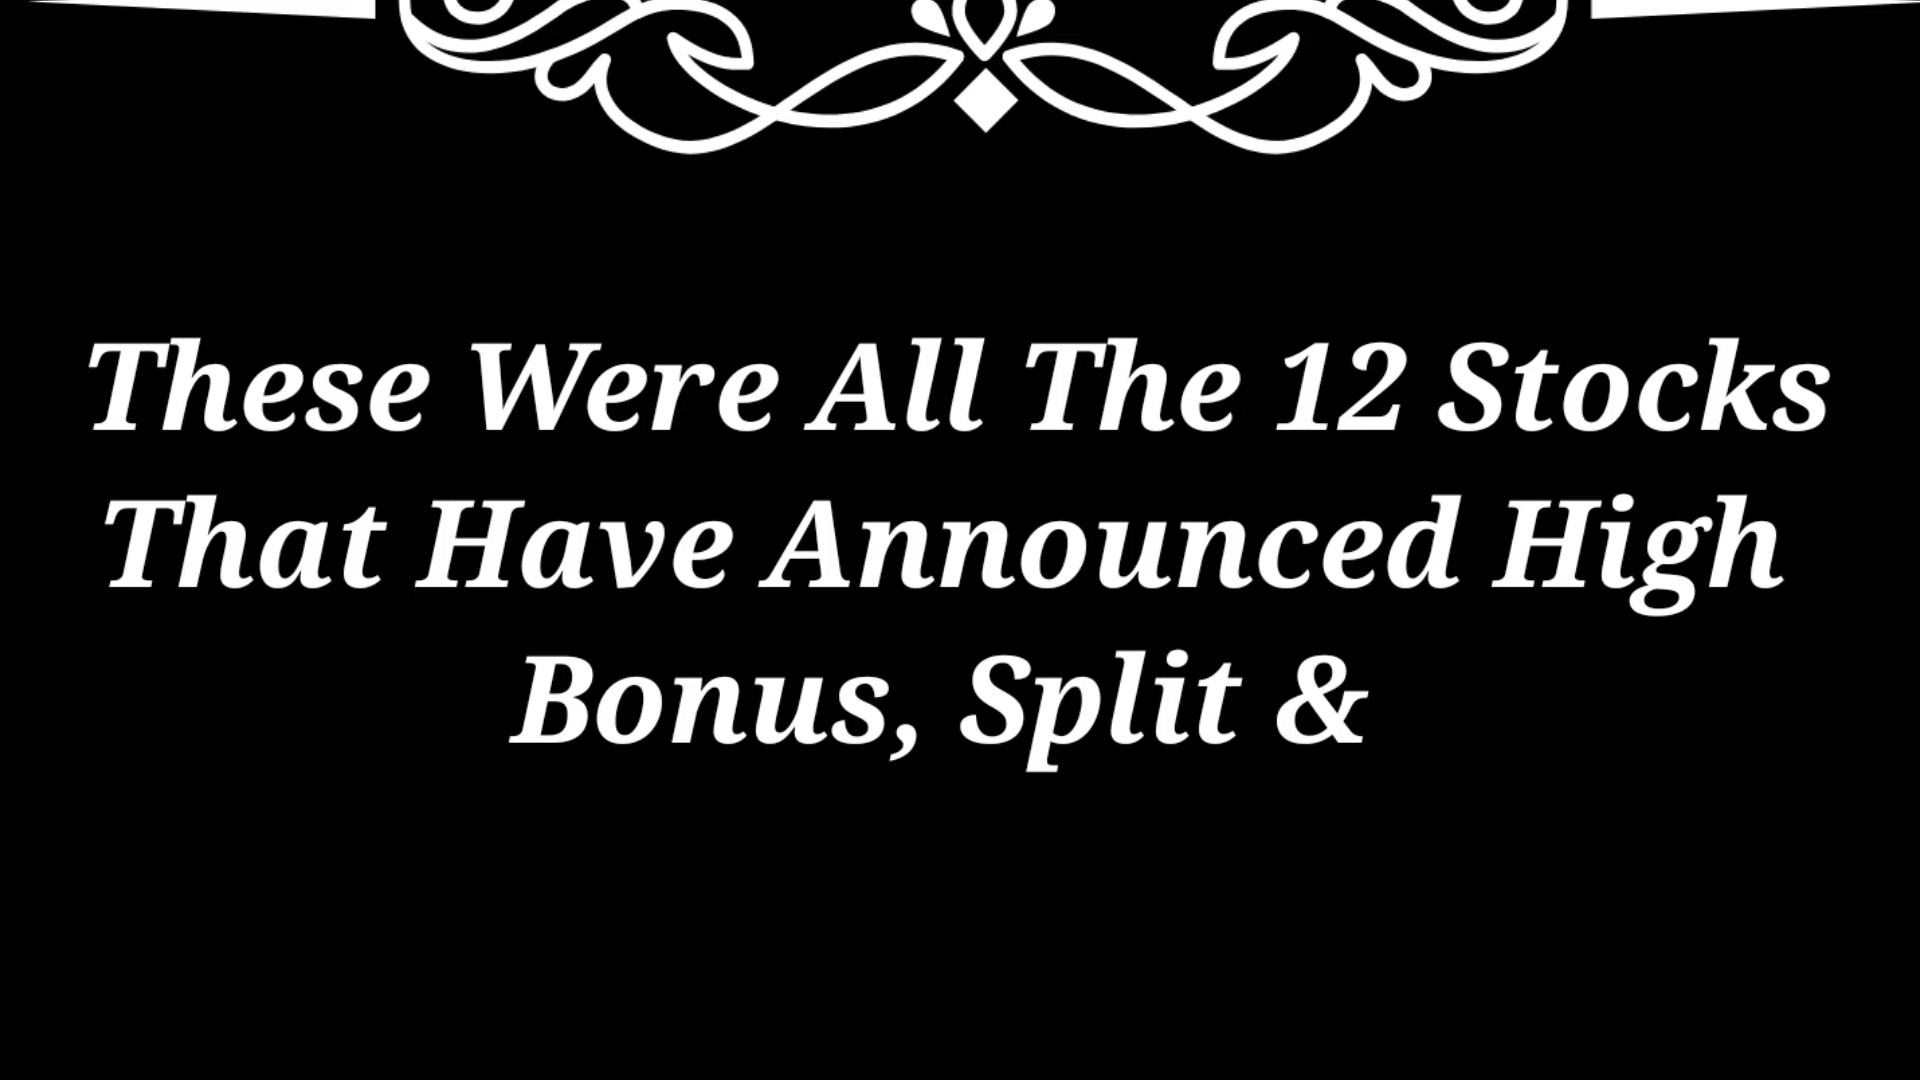 These Were All The 12 Stocks
That Have Announced High
Bonus, Split &